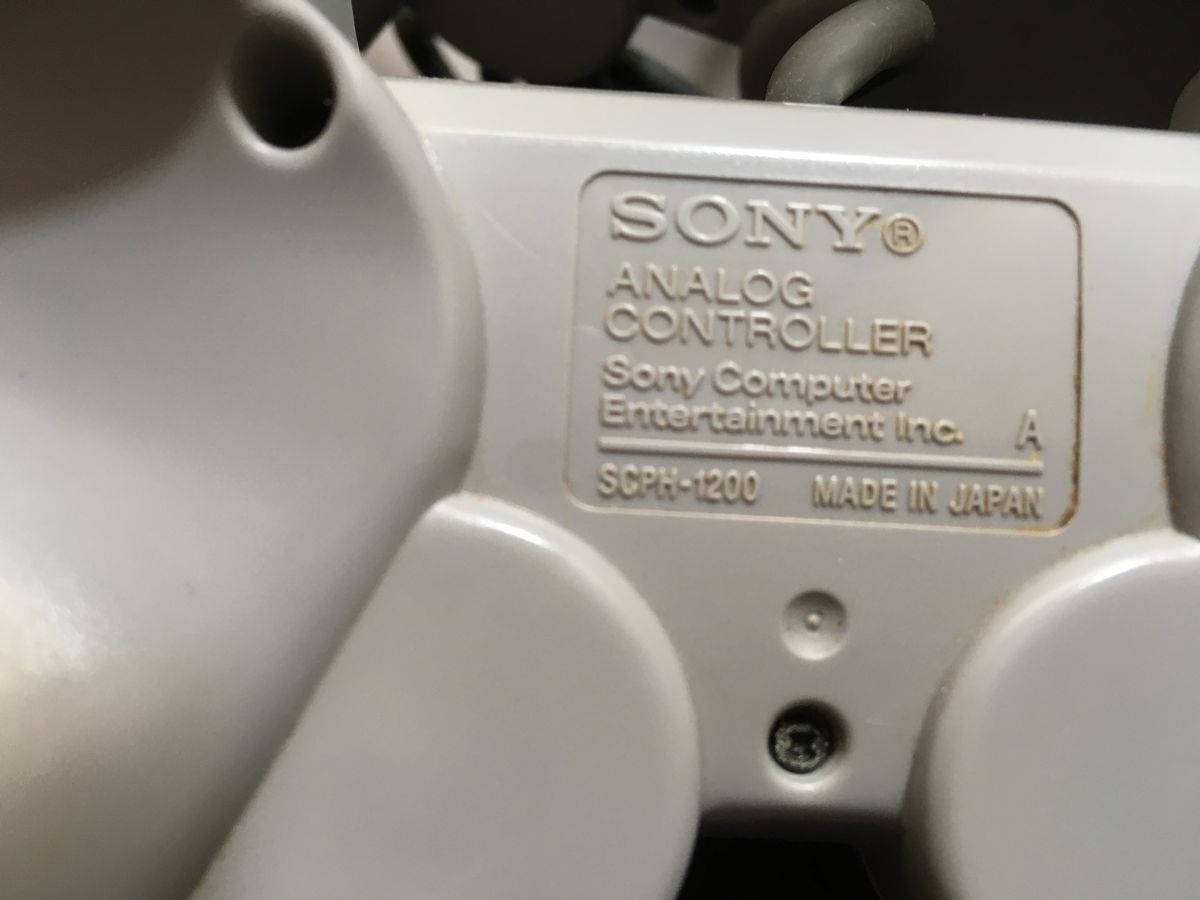 SONY®
ANALOG
CONTROLLER
Sony Computer
Entertainment Inc. A
SCPH-1200 MADE IN JAPAN